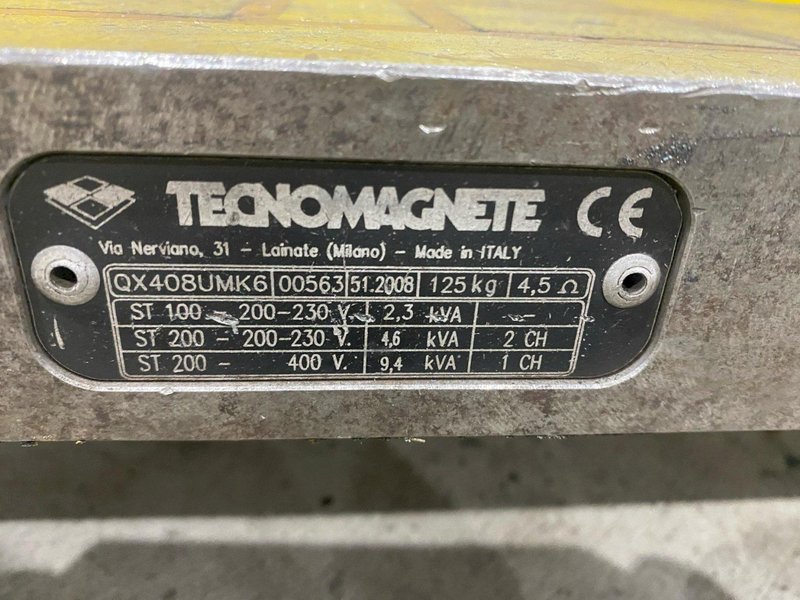 TECNOMAGNETE CE
Via Nerviano, 31 - Lainate (Milano) - Made in ITALY
QX408UMK6 00563 51.2008 125 kg 4,5 Ω
ST 100 - 200-230 V. 2,3 kVA -
ST 200 - 200-230 V. 4,6 kVA 2 CH
ST 200 - 400 V. 9,4 kVA 1 CH